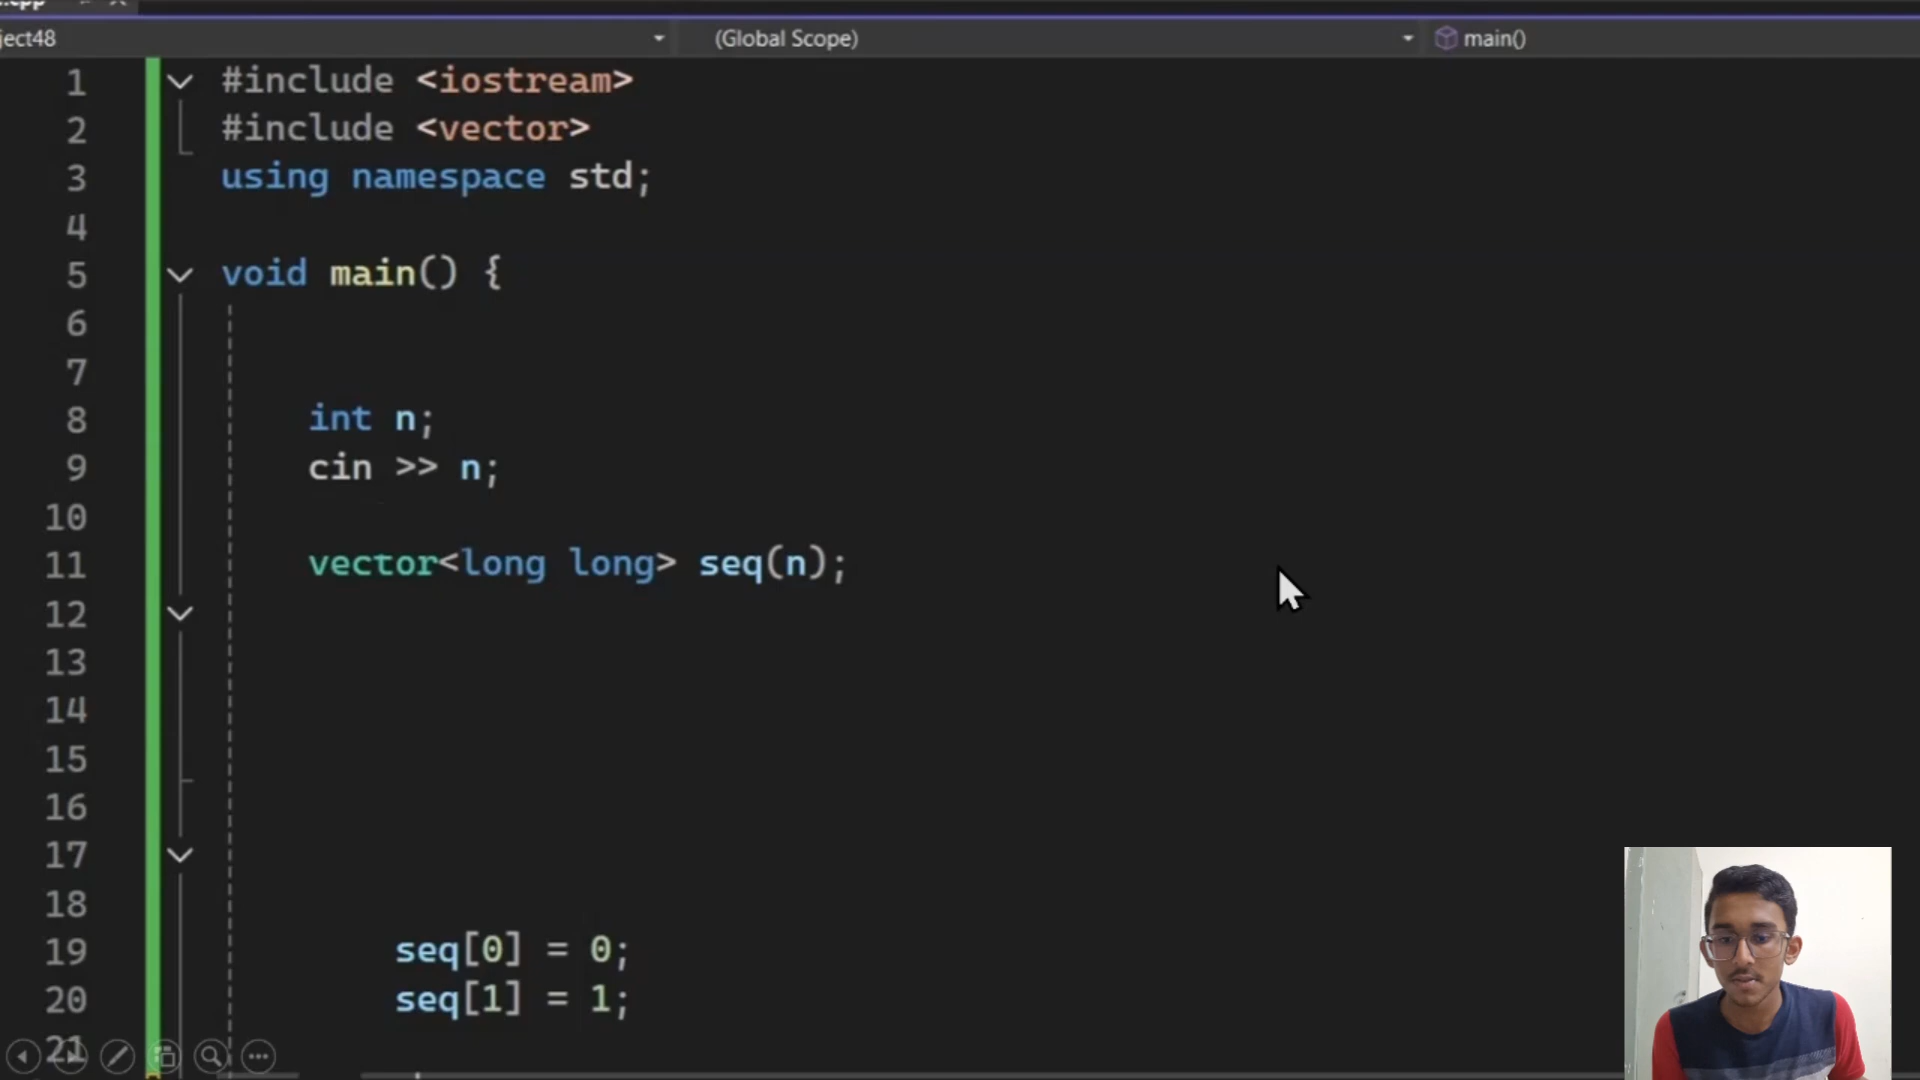 ject48
(Global Scope)
main()
1 #include <iostream>
2 #include <vector>
3 using namespace std;
4
5 void main() {
6
7
8 int n;
9 cin >> n;
10
11 vector<long long> seq(n);
12
13
14
15
16
17
18
19 seq[0] = 0;
20 seq[1] = 1;
21